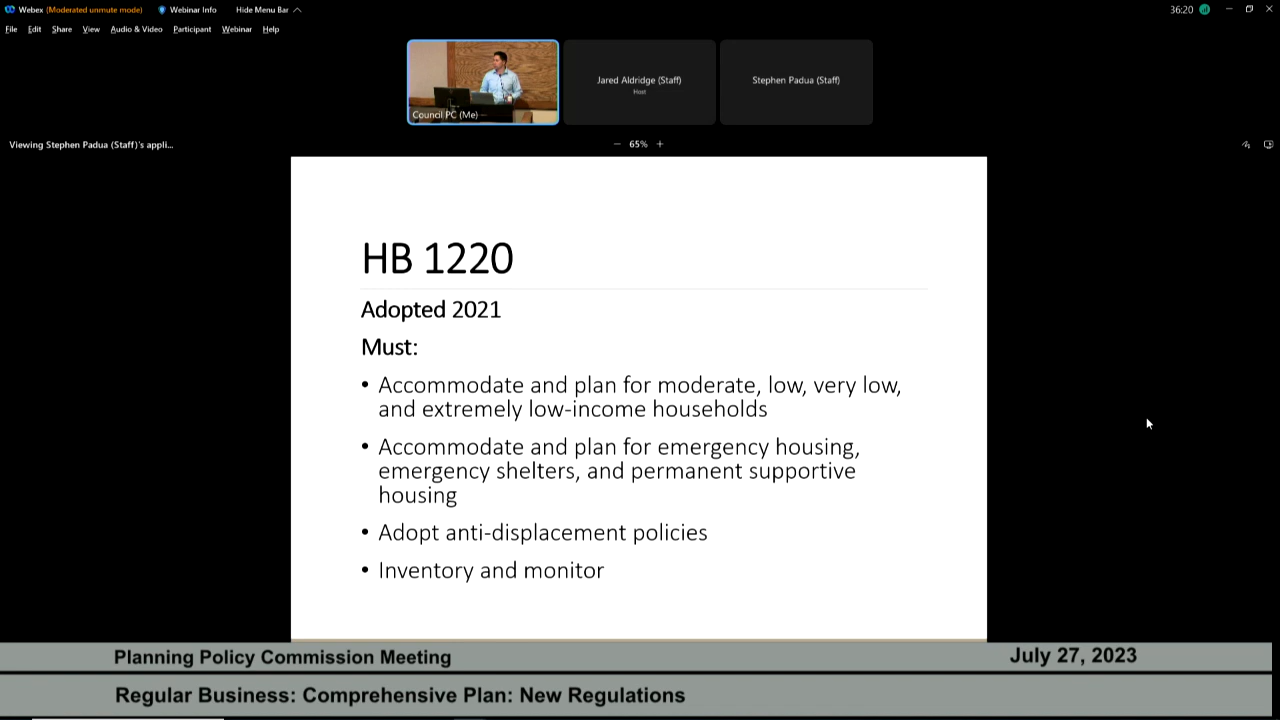 Webex (Moderated unmute mode) Webinar Info Hide Menu Bar 36:20
File Edit Share View Audio & Video Participant Webinar Help
Council PC (Me)
Jared Aldridge (Staff)
Host
Stephen Padua (Staff)
Viewing Stephen Padua (Staff)'s appli...
65%
HB 1220
Adopted 2021
Must:
• Accommodate and plan for moderate, low, very low,
and extremely low-income households
• Accommodate and plan for emergency housing,
emergency shelters, and permanent supportive
housing
• Adopt anti-displacement policies
• Inventory and monitor
Planning Policy Commission Meeting
July 27, 2023
Regular Business: Comprehensive Plan: New Regulations